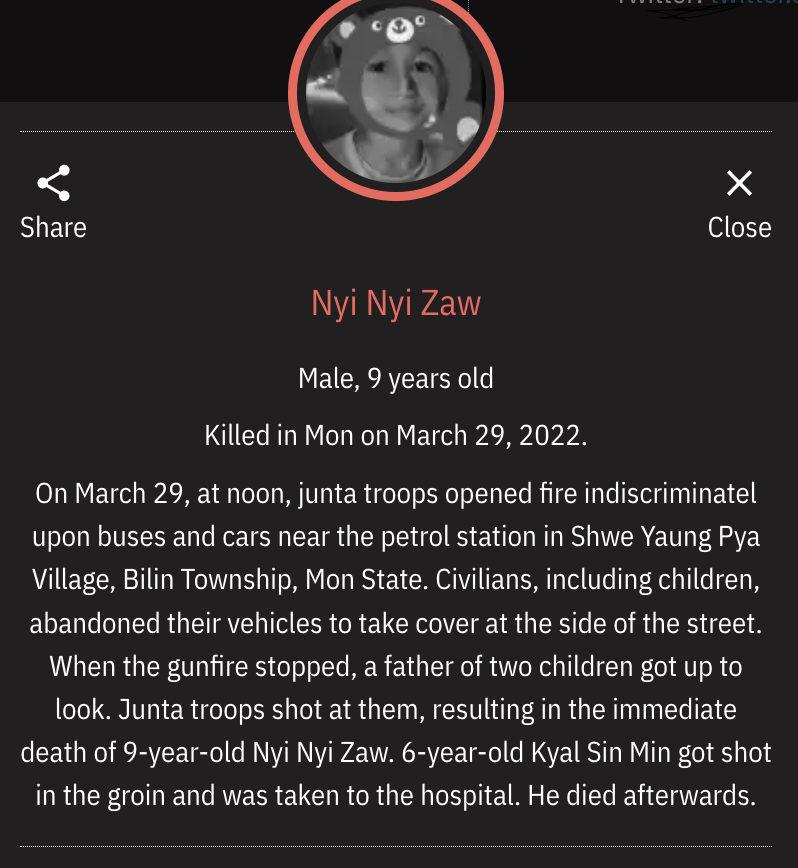 Twitter: twitter.c
Share
Close
Nyi Nyi Zaw
Male, 9 years old
Killed in Mon on March 29, 2022.
On March 29, at noon, junta troops opened fire indiscriminatel
upon buses and cars near the petrol station in Shwe Yaung Pya
Village, Bilin Township, Mon State. Civilians, including children,
abandoned their vehicles to take cover at the side of the street.
When the gunfire stopped, a father of two children got up to
look. Junta troops shot at them, resulting in the immediate
death of 9-year-old Nyi Nyi Zaw. 6-year-old Kyal Sin Min got shot
in the groin and was taken to the hospital. He died afterwards.